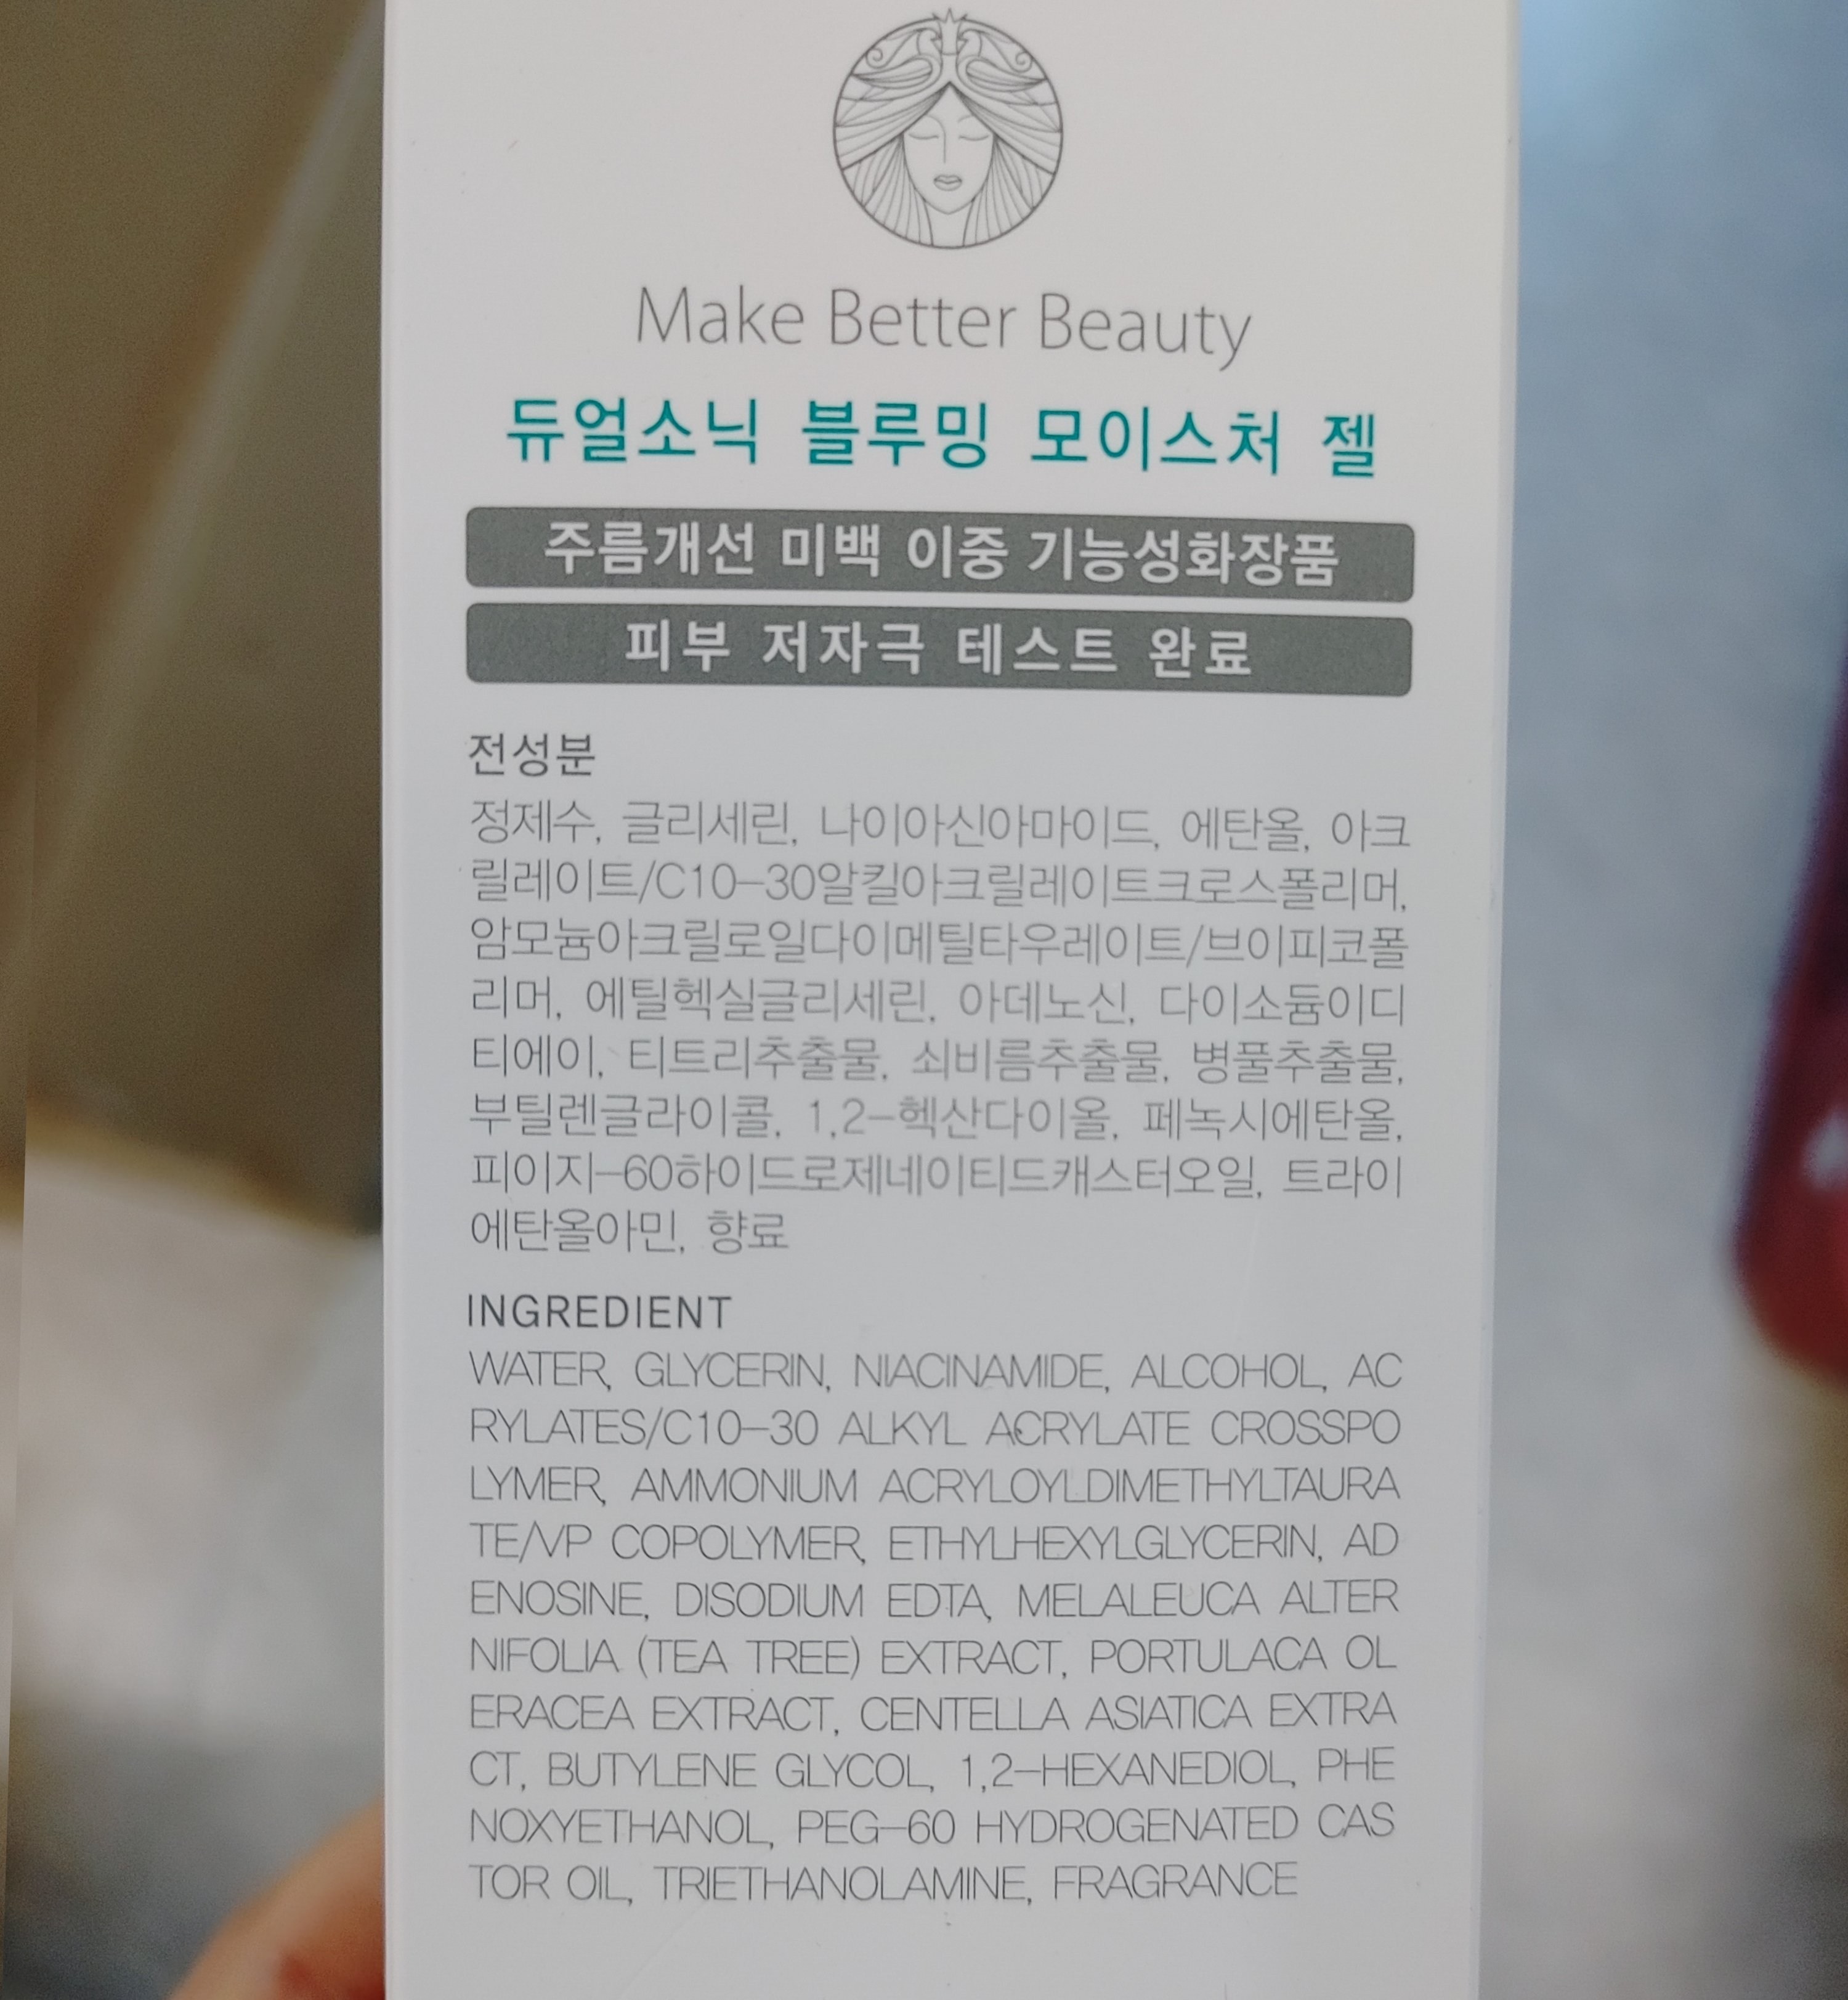 Make Better Beauty
듀얼소닉 블루밍 모이스처 젤
주름개선 미백 이중 기능성화장품
피부 저자극 테스트 완료
전성분
정제수, 글리세린, 나이아신아마이드, 에탄올, 아크
릴레이트/C10-30알킬아크릴레이트크로스폴리머,
암모늄아크릴로일다이메틸타우레이트/브이피코폴
리머, 에틸헥실글리세린, 아데노신, 다이소듐이디
티에이, 티트리추출물, 쇠비름추출물, 병풀추출물,
부틸렌글라이콜, 1,2-헥산다이올, 페녹시에탄올,
피이지-60하이드로제네이티드캐스터오일, 트라이
에탄올아민, 향료
INGREDIENT
WATER, GLYCERIN, NIACINAMIDE, ALCOHOL, AC
RYLATES/C10-30 ALKYL ACRYLATE CROSSPO
LYMER, AMMONIUM ACRYLOYLDIMETHYLTAURA
TE/VP COPOLYMER, ETHYLHEXYLGLYCERIN, AD
ENOSINE, DISODIUM EDTA, MELALEUCA ALTER
NIFOLIA (TEA TREE) EXTRACT, PORTULACA OL
ERACEA EXTRACT, CENTELLA ASIATICA EXTRA
CT, BUTYLENE GLYCOL, 1,2-HEXANEDIOL, PHE
NOXYETHANOL, PEG-60 HYDROGENATED CAS
TOR OIL, TRIETHANOLAMINE, FRAGRANCE